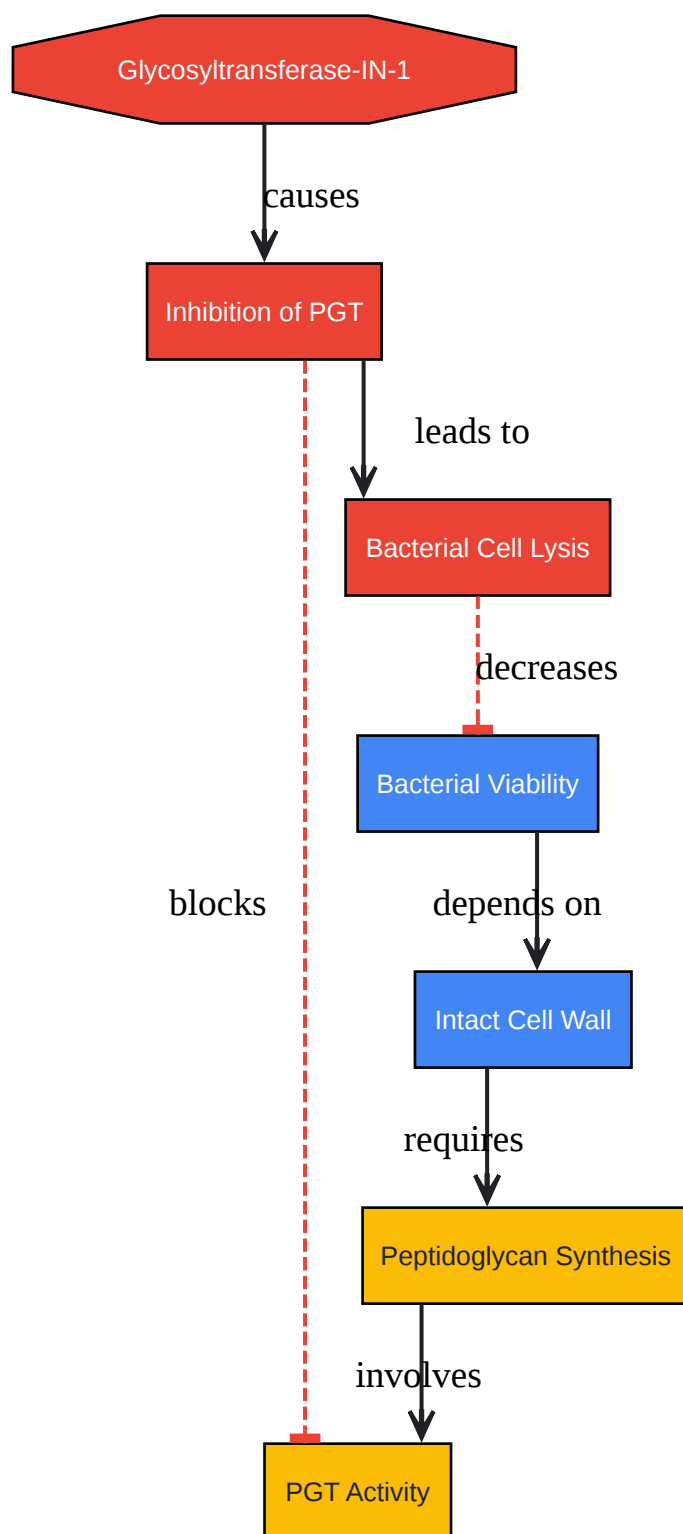 Glycosyltransferase-IN-1
causes
Inhibition of PGT
leads to
Bacterial Cell Lysis
decreases
Bacterial Viability
blocks
depends on
Intact Cell Wall
requires
Peptidoglycan Synthesis
involves
PGT Activity